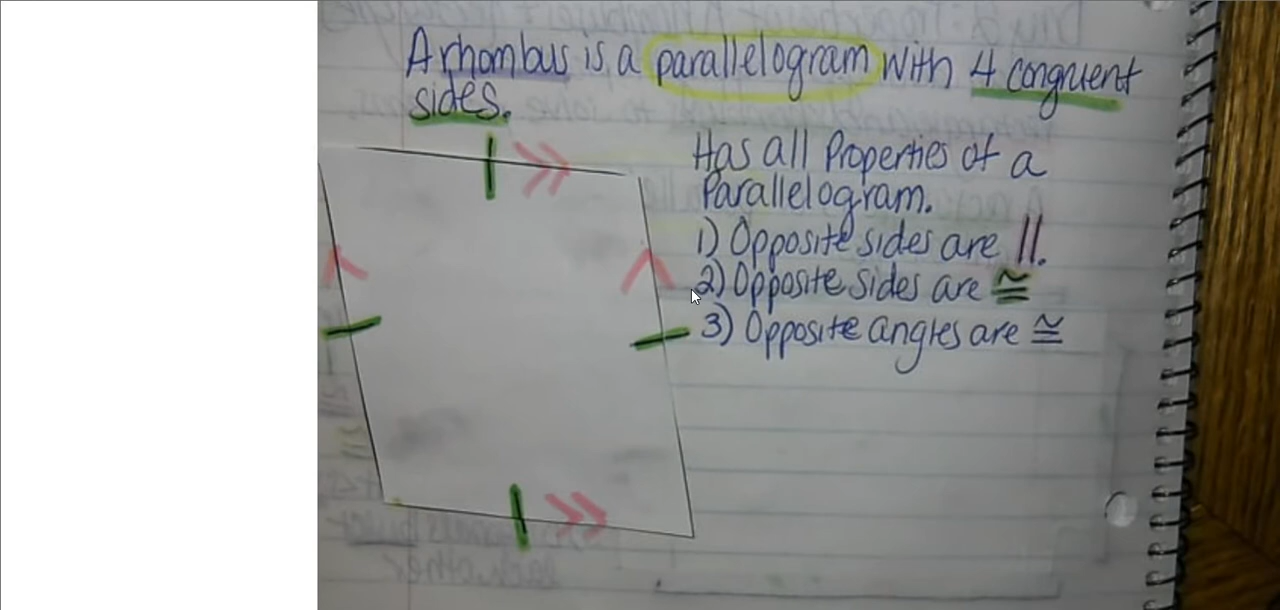 A rhombus is a parallelogram with 4 congruent
sides.
Has all Properties of a
Parallelogram.
1) Opposite sides are ||.
2) Opposite sides are ≅
3) Opposite angles are ≅